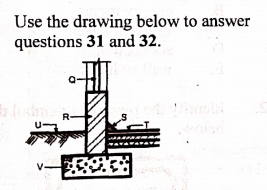 Use the drawing below to answer
questions 31 and 32.
Q
R
S
U
T
V